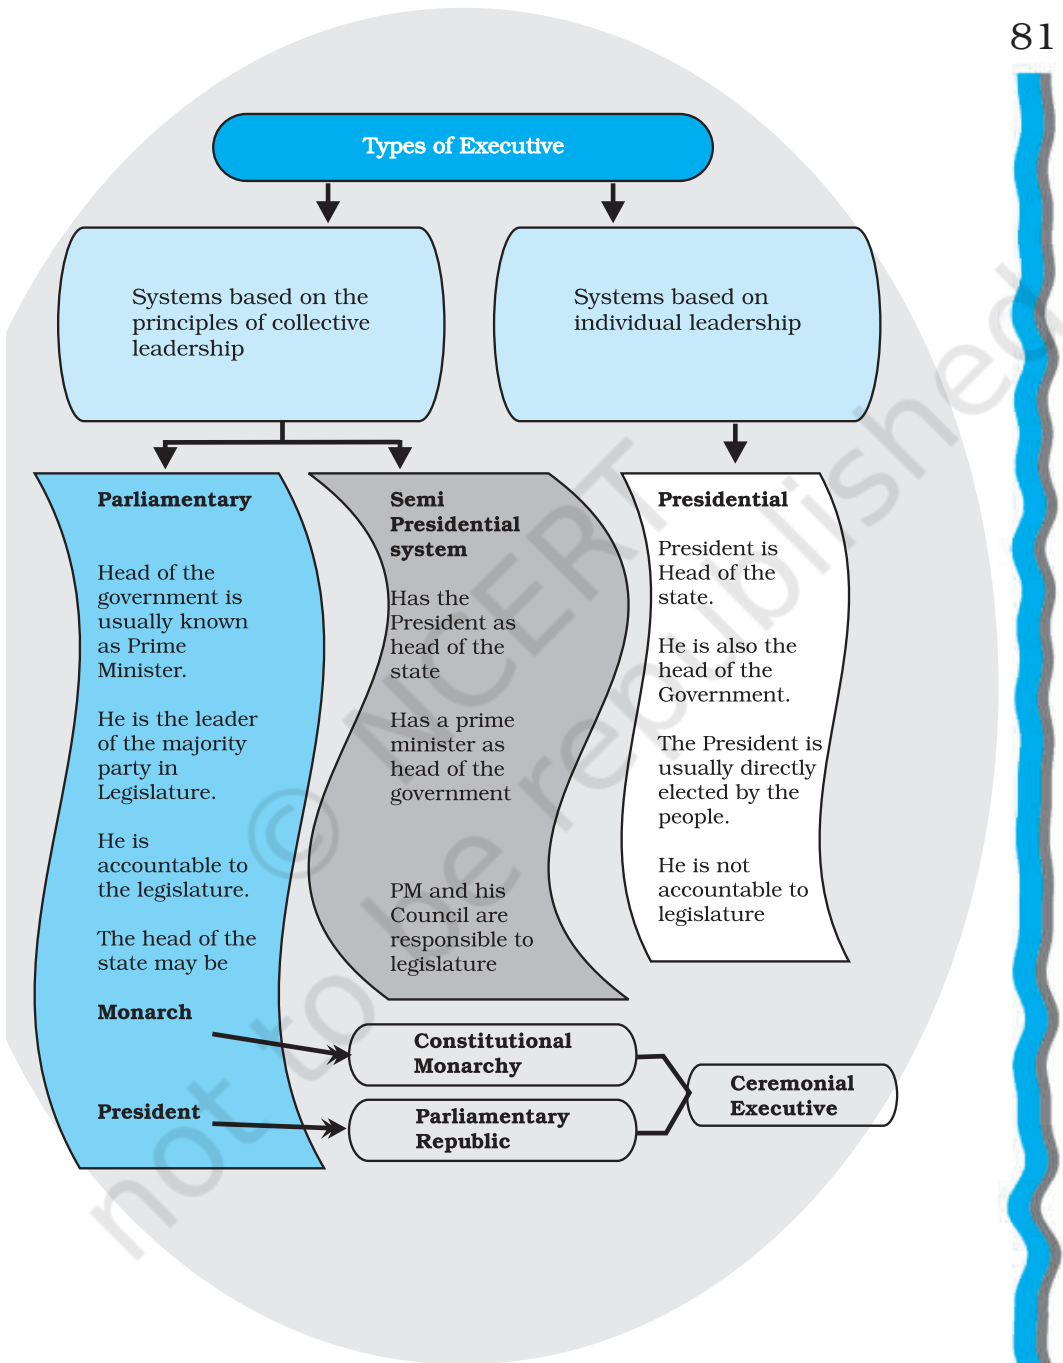 81
Types of Executive
Systems based on the
principles of collective
leadership
Systems based on
individual leadership
Parliamentary
Head of the
government is
usually known
as Prime
Minister.
He is the leader
of the majority
party in
Legislature.
He is
accountable to
the legislature.
The head of the
state may be
Monarch
President
Semi
Presidential
system
Has the
President as
head of the
state
Has a prime
minister as
head of the
government
PM and his
Council are
responsible to
legislature
Presidential
President is
Head of the
state.
He is also the
head of the
Government.
The President is
usually directly
elected by the
people.
He is not
accountable to
legislature
Constitutional
Monarchy
Parliamentary
Republic
Ceremonial
Executive
© NCERT
not to be republished